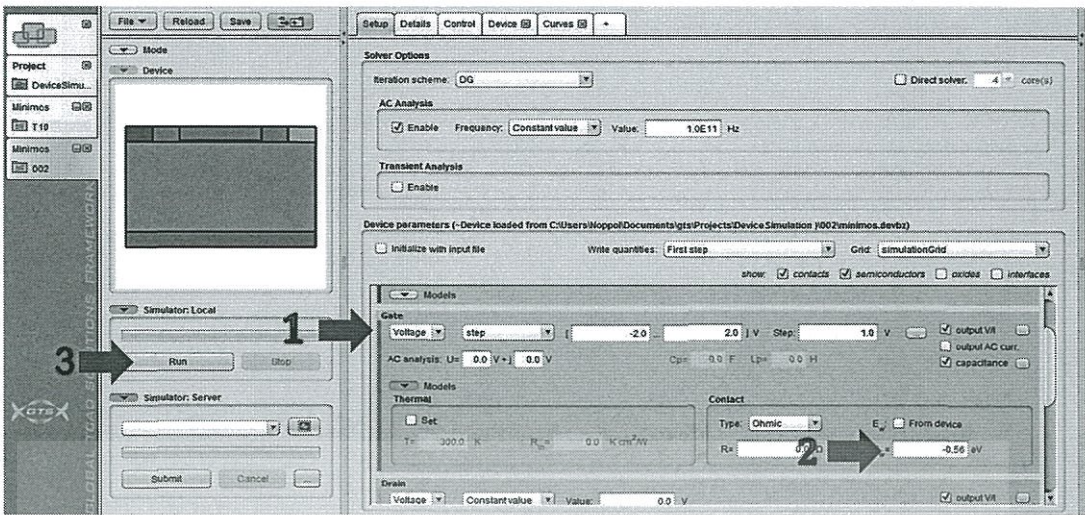 File Reload Save
Setup Details Control Device Curves +
Mode
Device
Project
DeviceSimu...
Minimos
T10
Minimos
002
GLOBAL TCAD SOLUTIONS FRAMEWORK
GTS
Simulator: Local
Run Stop
Simulator: Server
Submit Cancel ...
Solver Options
Iteration scheme: DG Direct solver. 4 core(s)
AC Analysis
Enable Frequency: Constant value Value: 1.0E11 Hz
Transient Analysis
Enable
Device parameters (~Device loaded from C:\Users\Noppol\Documents\gts\Projects\DeviceSimulation )\002\minimos.devbz)
Initialize with input file Write quantities: First step Grid: simulationGrid
show: contacts semiconductors oxides interfaces
Models
Gate
Voltage step [ -2.0 ... 2.0 ] V Step: 1.0 V ... output V/I ...
output AC curr.
AC analysis: U= 0.0 V + j 0.0 V Cp= 0.0 F Lp= 0.0 H capacitance ...
Models
Thermal Contact
Set Type: Ohmic From device
T= 300.0 K 0.0 K cm²/W R= Ω -0.56 eV
Drain
Voltage Constant value Value: 0.0 V output V/I ...
1
2
3